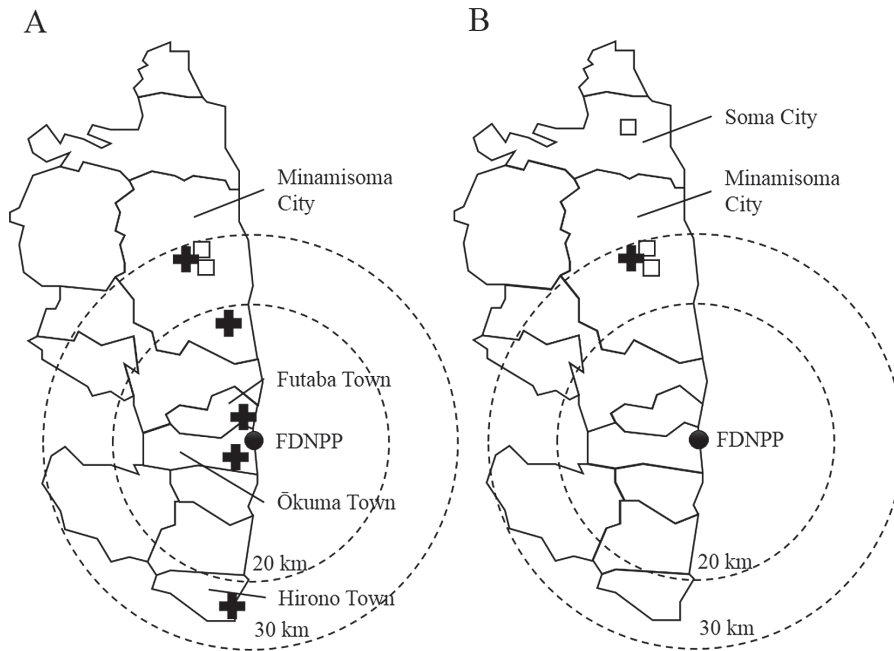 A
Minamisoma
City
Futaba Town
FDNPP
Ōkuma Town
20 km
Hirono Town
30 km
B
Soma City
Minamisoma
City
FDNPP
20 km
30 km